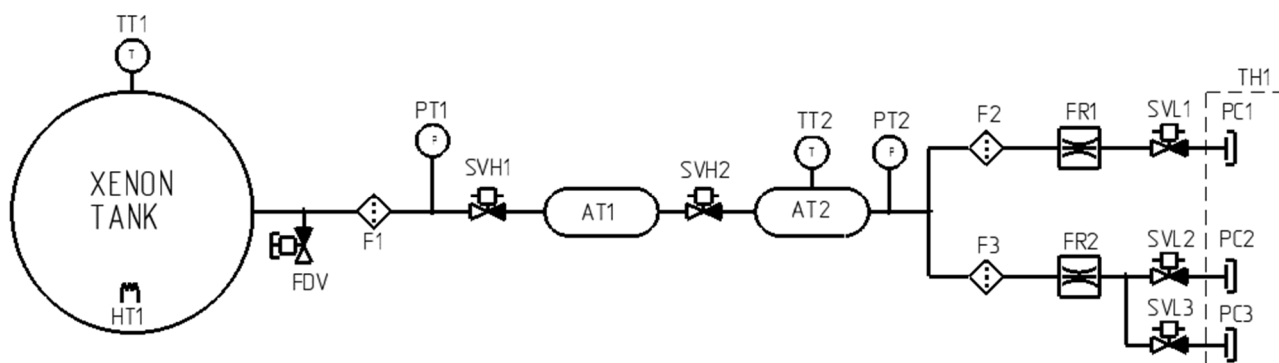 TT1
T
XENON
TANK
HT1
FDV
F1
PT1
P
SVH1
AT1
SVH2
TT2
T
AT2
PT2
P
F2
FR1
SVL1
TH1
PC1
F3
FR2
SVL2
PC2
SVL3
PC3